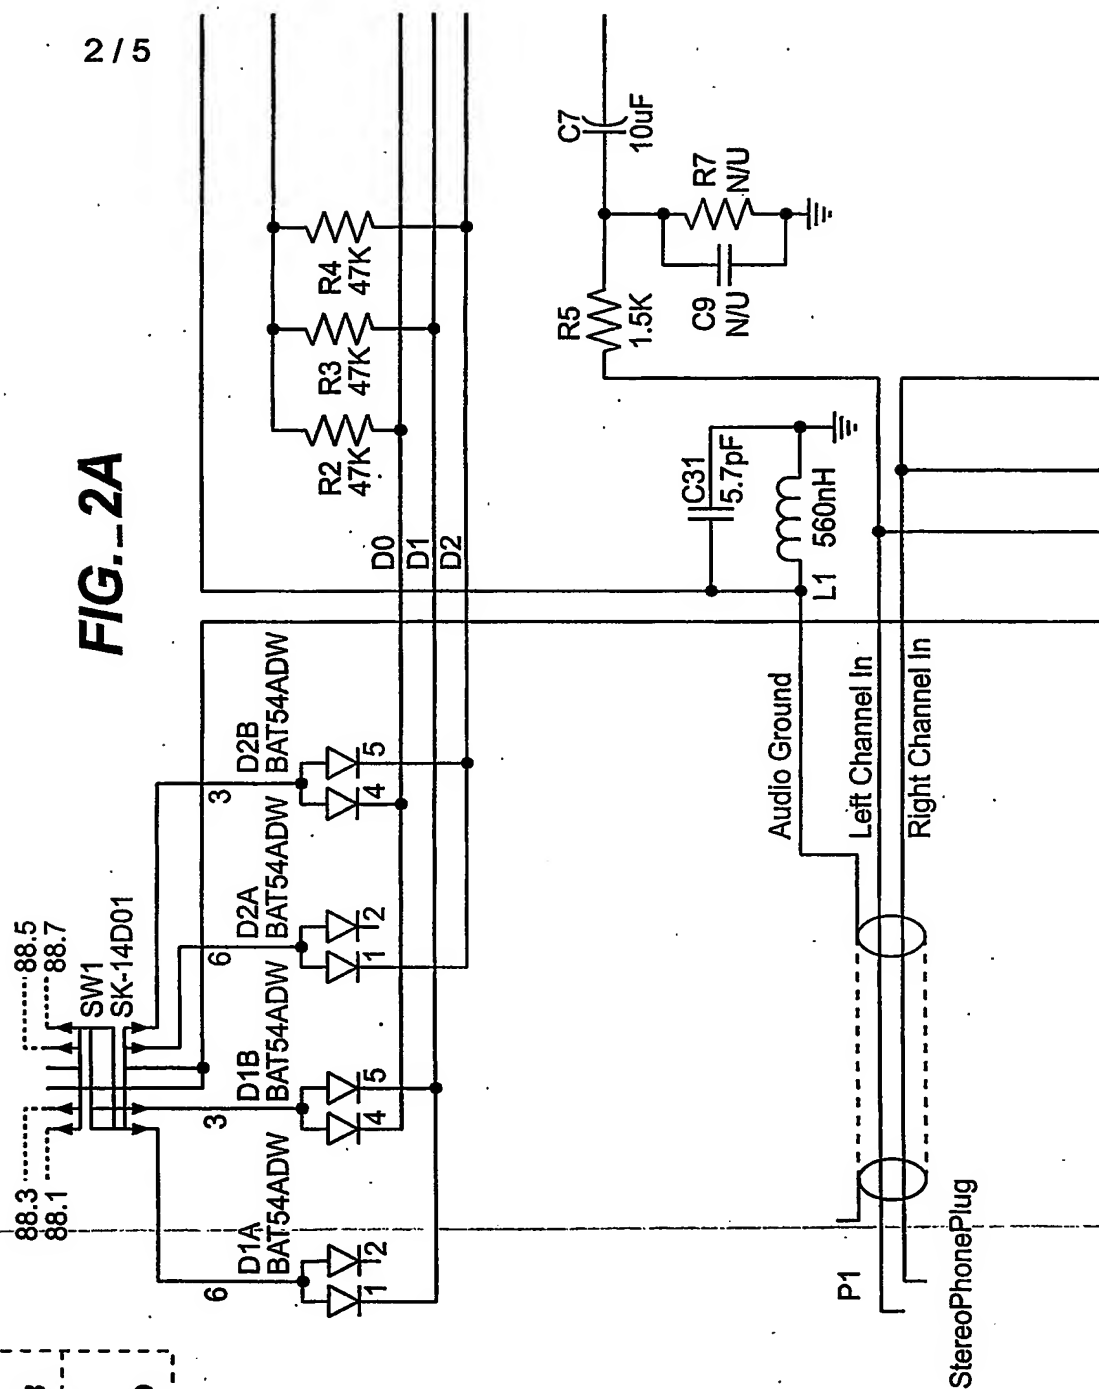 2/5
FIG._2A
88.5
88.7
88.3
88.1
SW1
SK-14D01
6
D1A
BAT54ADW
1
2
3
D1B
BAT54ADW
4
5
6
D2A
BAT54ADW
1
2
3
D2B
BAT54ADW
4
5
D0
D1
D2
R2
47K
R3
47K
R4
47K
C31
5.7pF
560nH
L1
R5
1.5K
C7
10uF
R7
N/U
C9
N/U
Audio Ground
Left Channel In
Right Channel In
P1
StereoPhonePlug